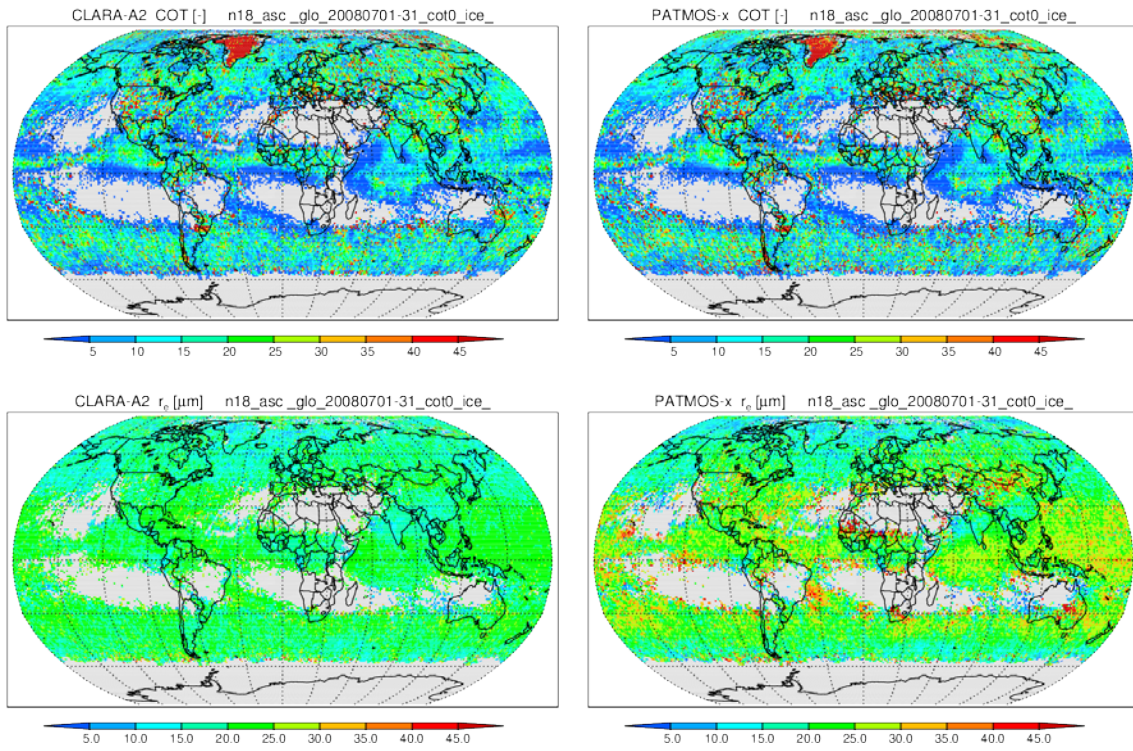 CLARA-A2 COT [-] n18_asc _glo_20080701-31_cot0_ice_
PATMOS-x COT [-] n18_asc _glo_20080701-31_cot0_ice_
5 10 15 20 25 30 35 40 45
5 10 15 20 25 30 35 40 45
CLARA-A2 rₑ [μm] n18_asc _glo_20080701-31_cot0_ice_
PATMOS-x rₑ [μm] n18_asc _glo_20080701-31_cot0_ice_
5.0 10.0 15.0 20.0 25.0 30.0 35.0 40.0 45.0
5.0 10.0 15.0 20.0 25.0 30.0 35.0 40.0 45.0